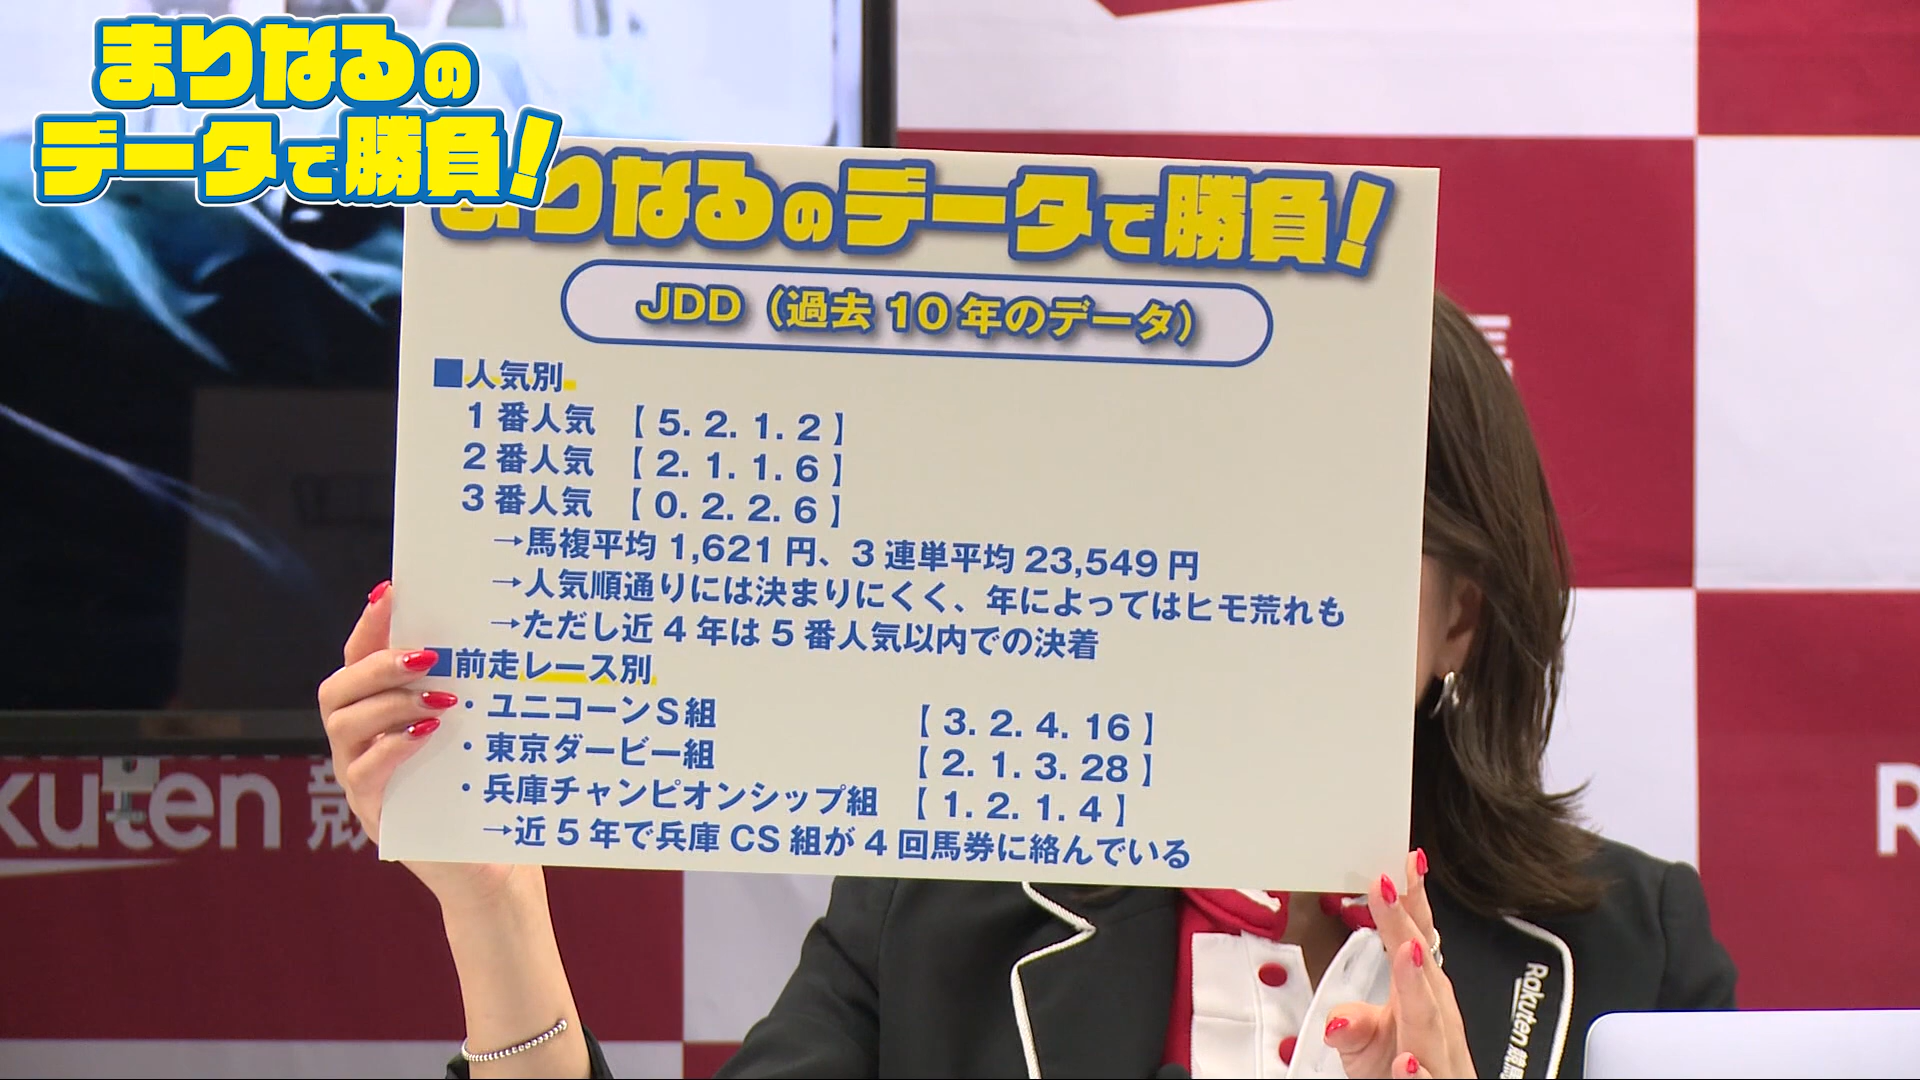 まりなるの
データで勝負!
まりなるのデータで勝負!
JDD(過去10年のデータ)
■人気別
1番人気 【5. 2. 1. 2】
2番人気 【2. 1. 1. 6】
3番人気 【0. 2. 2. 6】
→馬複平均1,621円、3連単平均23,549円
→人気順通りには決まりにくく、年によってはヒモ荒れも
→ただし近4年は5番人気以内での決着
■前走レース別
・ユニコーンS組 【3. 2. 4. 16】
・東京ダービー組 【2. 1. 3. 28】
・兵庫チャンピオンシップ組 【1. 2. 1. 4】
→近5年で兵庫CS組が4回馬券に絡んでいる
kuten 競
R
Rakuten 競馬